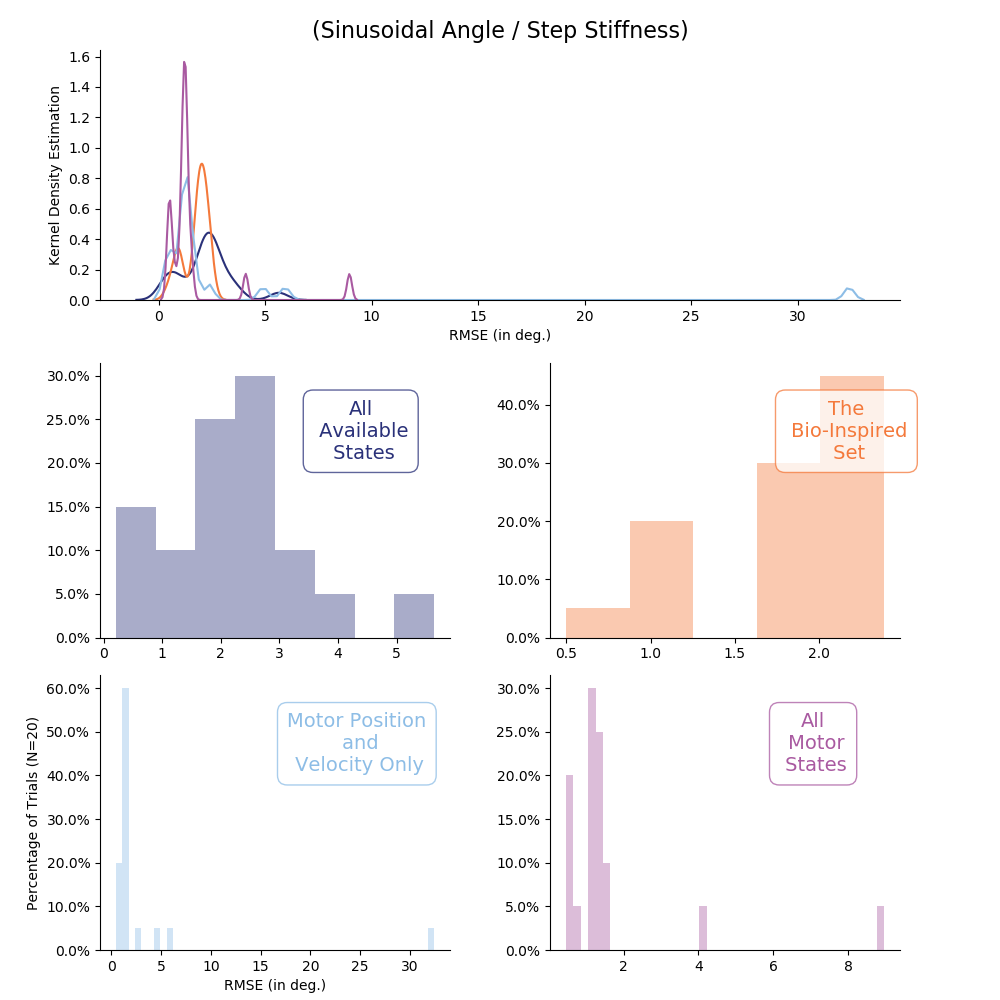 (Sinusoidal Angle / Step Stiffness)
1.6
1.4
1.2
1.0
0.8
0.6
0.4
0.2
0.0
Kernel Density Estimation
0 5 10 15 20 25 30
RMSE (in deg.)
30.0%
25.0%
20.0%
15.0%
10.0%
5.0%
0.0%
All
Available
States
0 1 2 3 4 5
40.0%
30.0%
20.0%
10.0%
0.0%
The
Bio-Inspired
Set
0.5 1.0 1.5 2.0
60.0%
50.0%
40.0%
30.0%
20.0%
10.0%
0.0%
Percentage of Trials (N=20)
Motor Position
and
Velocity Only
0 5 10 15 20 25 30
RMSE (in deg.)
30.0%
25.0%
20.0%
15.0%
10.0%
5.0%
0.0%
All
Motor
States
2 4 6 8